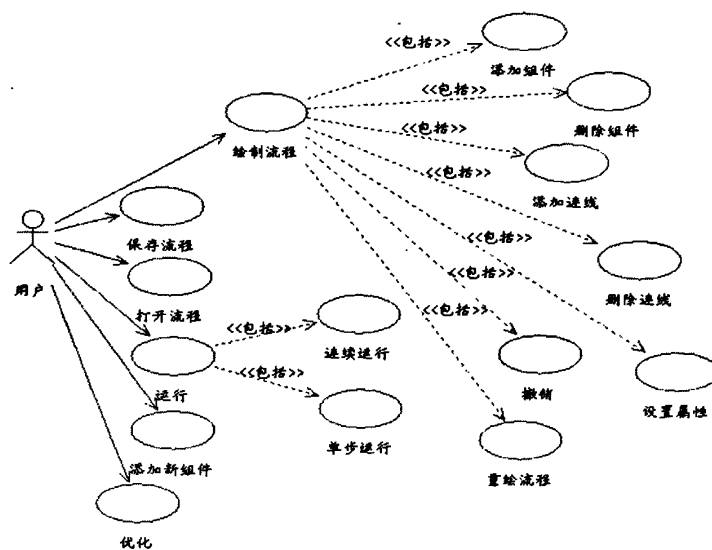 <<包括>>
添加组件
<<包括>>
删除组件
绘制流程
<<包括>>
添加连线
<<包括>>
保存流程
<<包括>>
删除连线
用户
打开流程
<<包括>>
<<包括>>
<<包括>>
连续运行
运行
<<包括>>
撤销
设置属性
单步运行
添加新组件
重绘流程
优化